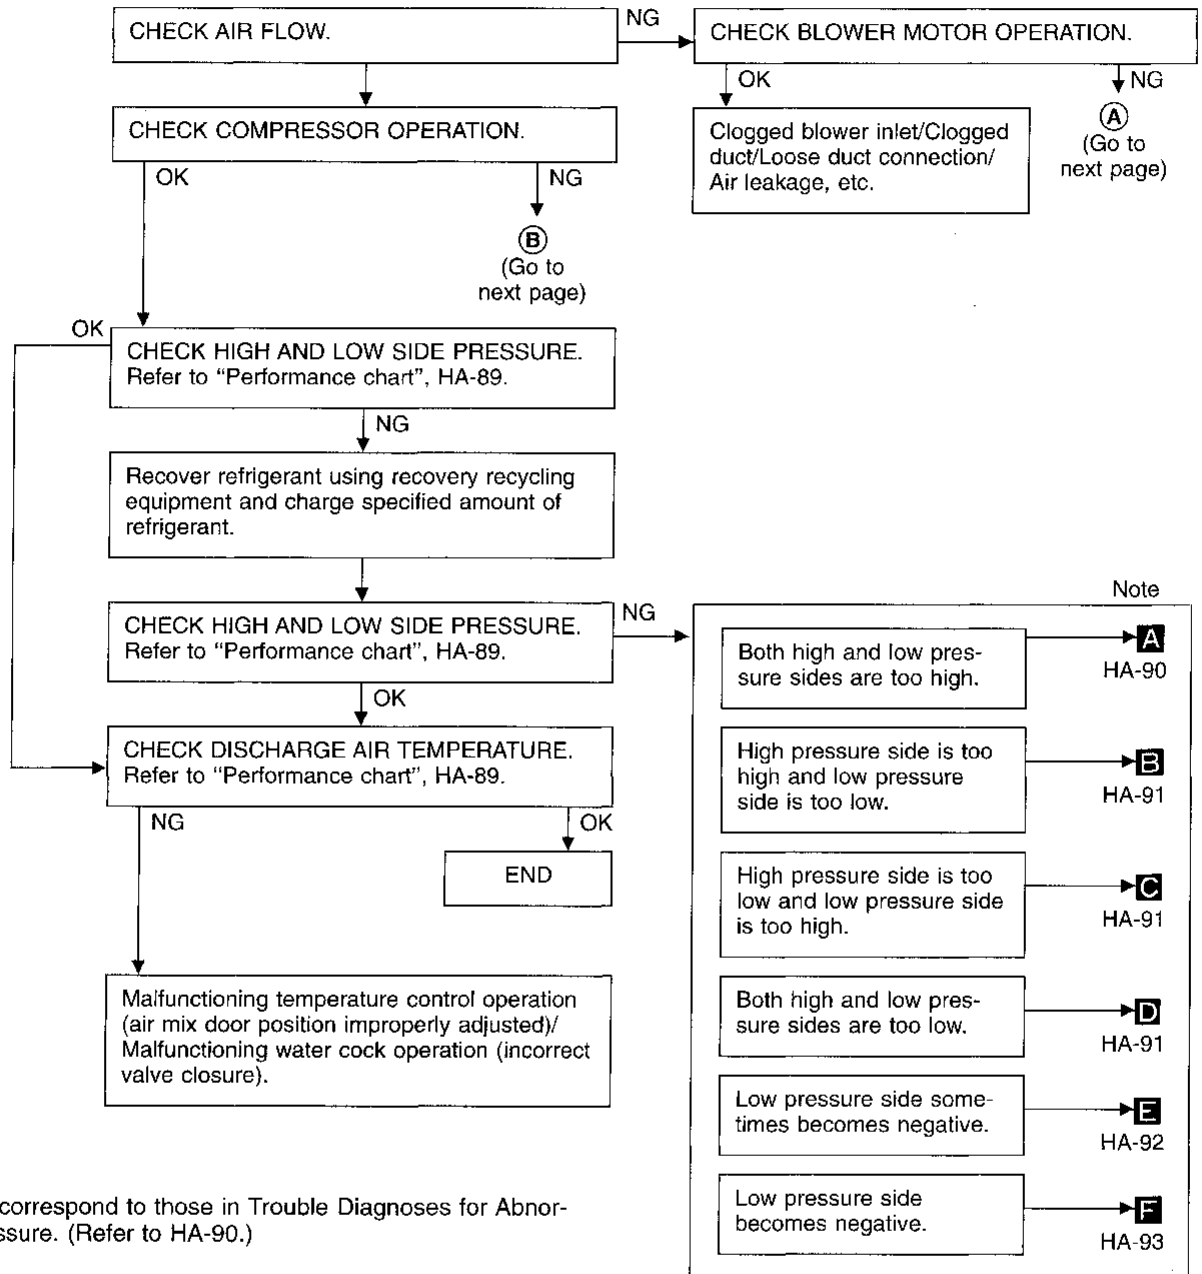 CHECK AIR FLOW.
NG
CHECK BLOWER MOTOR OPERATION.
OK
Clogged blower inlet/Clogged
duct/Loose duct connection/
Air leakage, etc.
NG
A
(Go to
next page)
CHECK COMPRESSOR OPERATION.
OK
NG
B
(Go to
next page)
OK
CHECK HIGH AND LOW SIDE PRESSURE.
Refer to “Performance chart”, HA-89.
NG
Recover refrigerant using recovery recycling
equipment and charge specified amount of
refrigerant.
CHECK HIGH AND LOW SIDE PRESSURE.
Refer to “Performance chart”, HA-89.
NG
OK
CHECK DISCHARGE AIR TEMPERATURE.
Refer to “Performance chart”, HA-89.
NG
OK
END
Malfunctioning temperature control operation
(air mix door position improperly adjusted)/
Malfunctioning water cock operation (incorrect
valve closure).
Note
Both high and low pres-
sure sides are too high.
A
HA-90
High pressure side is too
high and low pressure
side is too low.
B
HA-91
High pressure side is too
low and low pressure side
is too high.
C
HA-91
Both high and low pres-
sure sides are too low.
D
HA-91
Low pressure side some-
times becomes negative.
E
HA-92
Low pressure side
becomes negative.
F
HA-93
correspond to those in Trouble Diagnoses for Abnor-
ssure. (Refer to HA-90.)